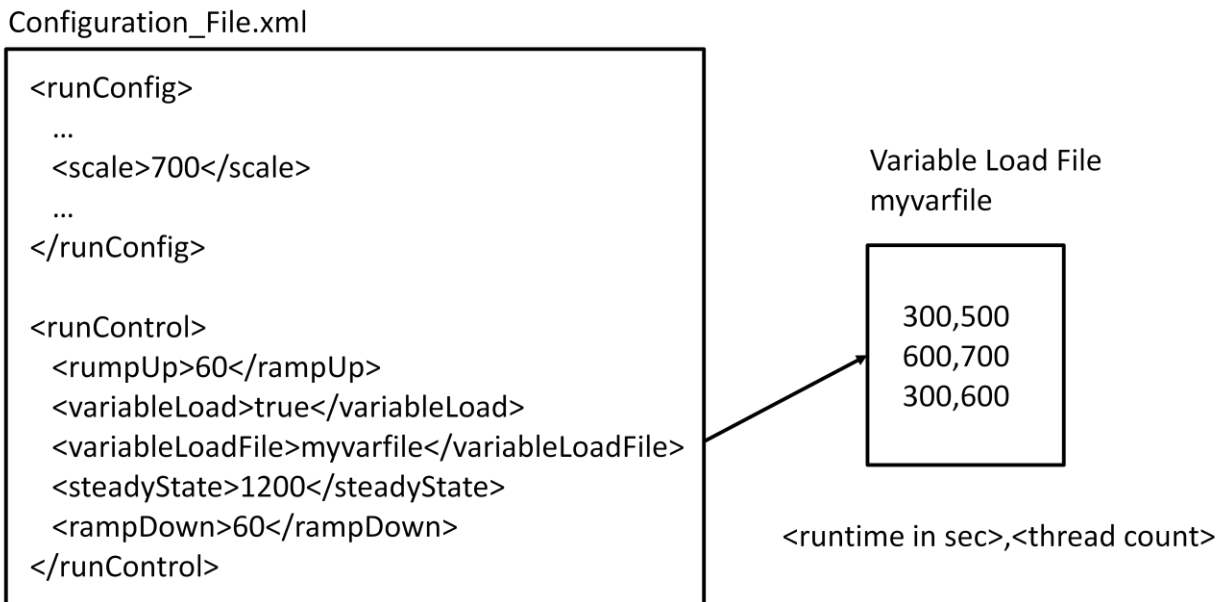 Configuration_File.xml
<runConfig>
…
<scale>700</scale>
…
</runConfig>
<runControl>
<rumpUp>60</rampUp>
<variableLoad>true</variableLoad>
<variableLoadFile>myvarfile</variableLoadFile>
<steadyState>1200</steadyState>
<rampDown>60</rampDown>
</runControl>
Variable Load File
myvarfile
300,500
600,700
300,600
<runtime in sec>,<thread count>